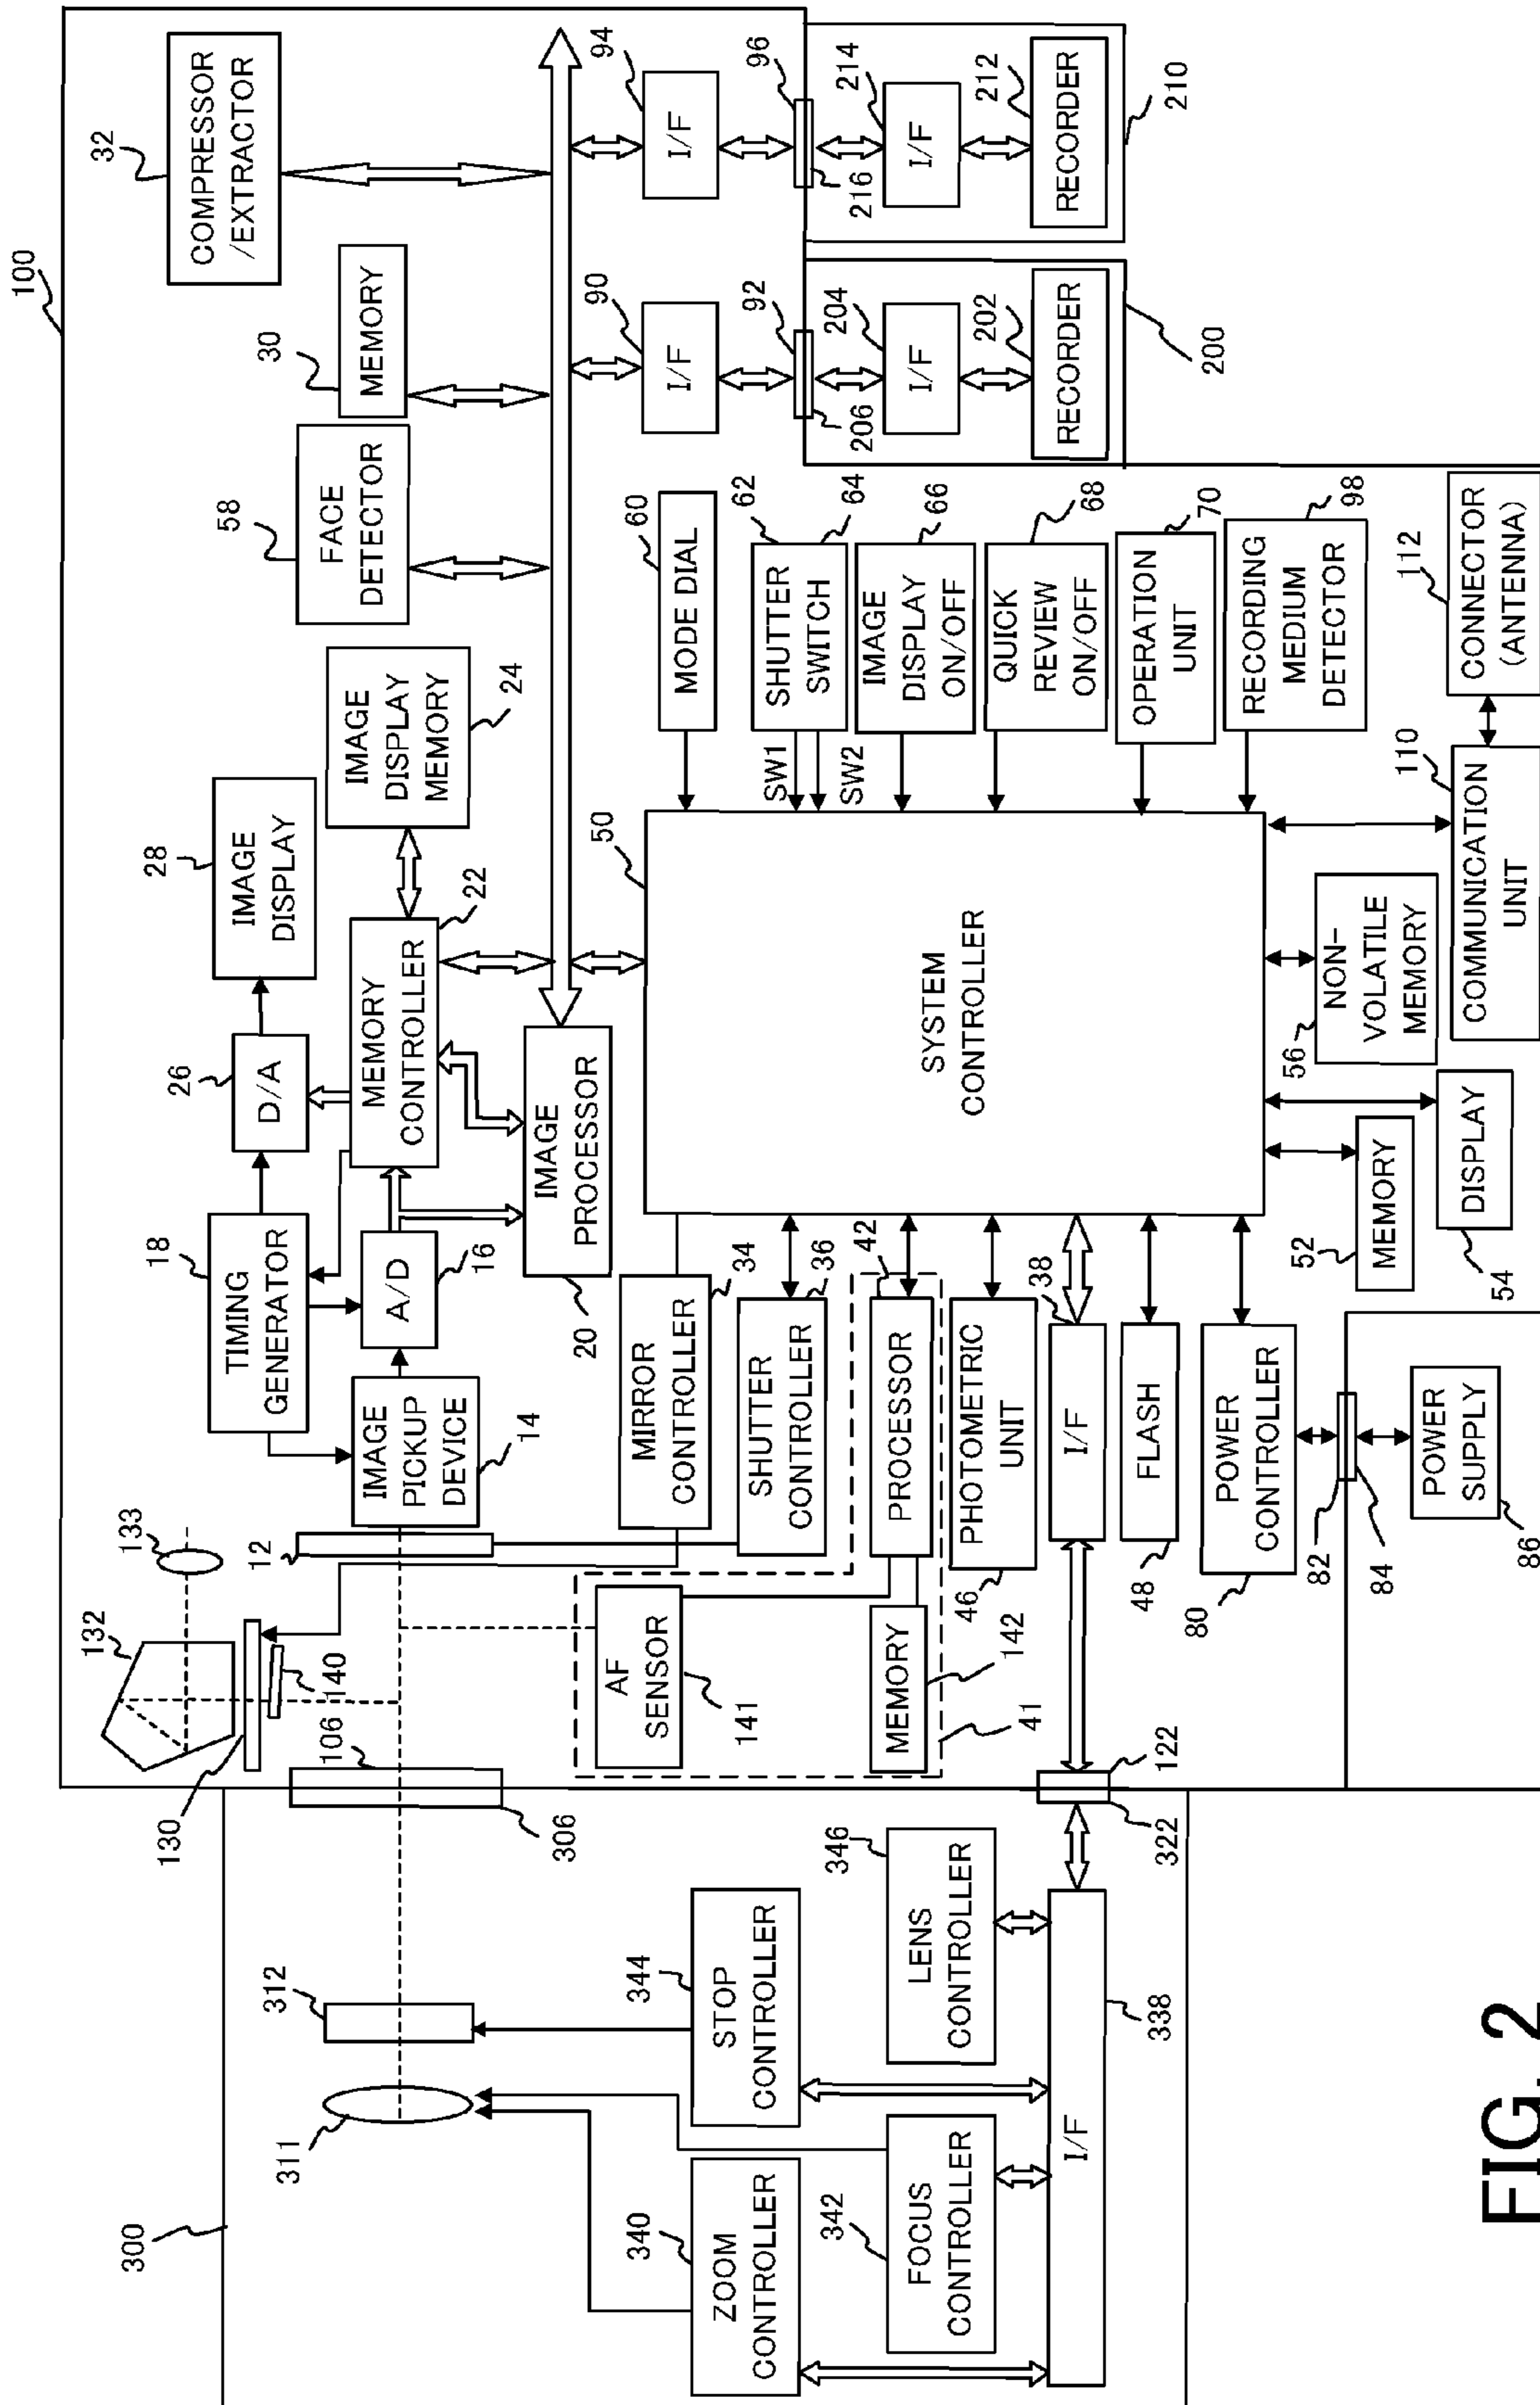 100
32
COMPRESSOR
/EXTRACTOR
30
MEMORY
58
FACE
DETECTOR
IMAGE
DISPLAY
MEMORY
24
28
IMAGE
DISPLAY
26
D/A
22
MEMORY
CONTROLLER
18
TIMING
GENERATOR
A/D
16
IMAGE
PROCESSOR
20
IMAGE
PICKUP
DEVICE
14
12
133
132
140
130
106
306
94
I/F
96
216
214
I/F
212
RECORDER
210
90
I/F
92
206
204
I/F
202
RECORDER
200
60
MODE DIAL
62
SHUTTER
SWITCH
64
SW1
SW2
IMAGE
DISPLAY
ON/OFF
66
QUICK
REVIEW
ON/OFF
68
OPERATION
UNIT
70
RECORDING
MEDIUM
DETECTOR
98
50
SYSTEM
CONTROLLER
112
CONNECTOR
(ANTENNA)
110
COMMUNICATION
UNIT
56
NON-
VOLATILE
MEMORY
52
MEMORY
DISPLAY
54
MIRROR
CONTROLLER
34
SHUTTER
CONTROLLER
36
42
PROCESSOR
AF
SENSOR
141
MEMORY
142
41
PHOTOMETRIC
UNIT
46
38
I/F
FLASH
48
POWER
CONTROLLER
80
82
84
POWER
SUPPLY
86
122
322
300
311
312
344
STOP
CONTROLLER
340
ZOOM
CONTROLLER
342
FOCUS
CONTROLLER
346
LENS
CONTROLLER
I/F
338
FIG. 2